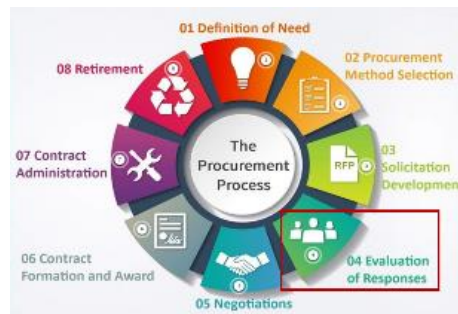 01 Definition of Need
02 Procurement
Method Selection
03
Solicitation
Developmen
04 Evaluation
of Responses
05 Negotiations
06 Contract
Formation and Award
07 Contract
Administration
08 Retirement
The
Procurement
Process
RFP